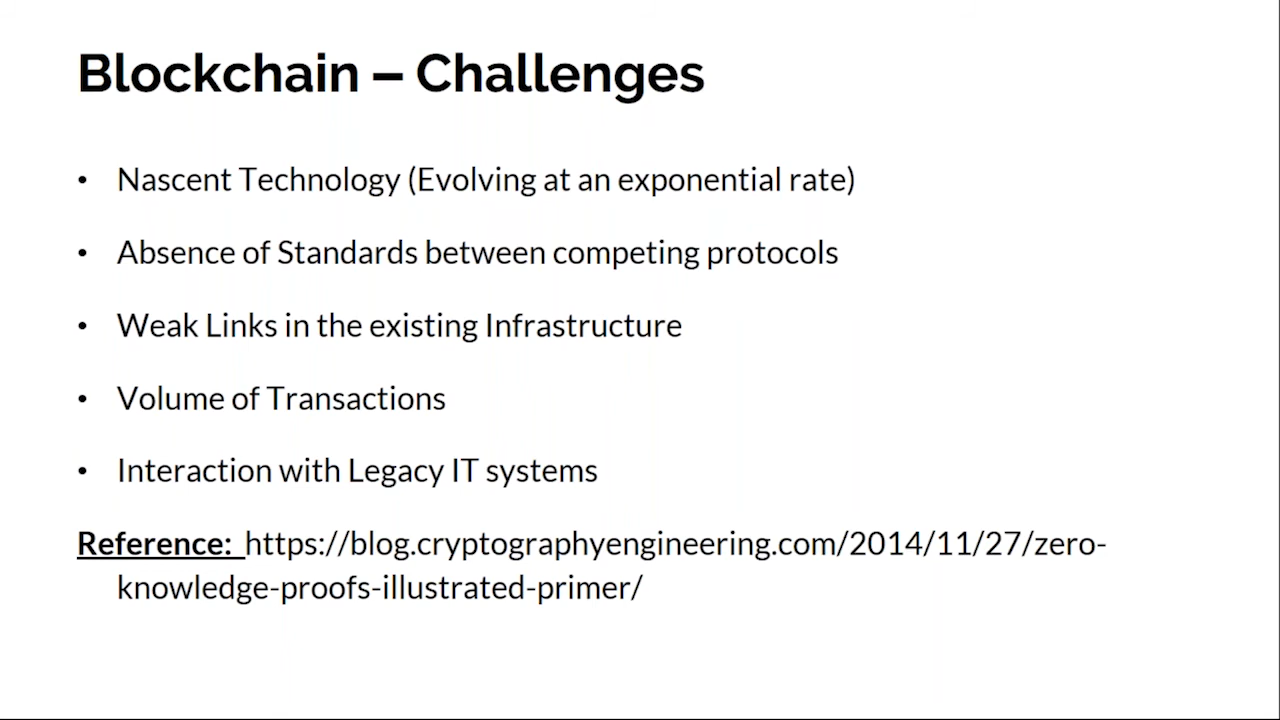 Blockchain – Challenges
• Nascent Technology (Evolving at an exponential rate)
• Absence of Standards between competing protocols
• Weak Links in the existing Infrastructure
• Volume of Transactions
• Interaction with Legacy IT systems
Reference: https://blog.cryptographyengineering.com/2014/11/27/zero-
knowledge-proofs-illustrated-primer/